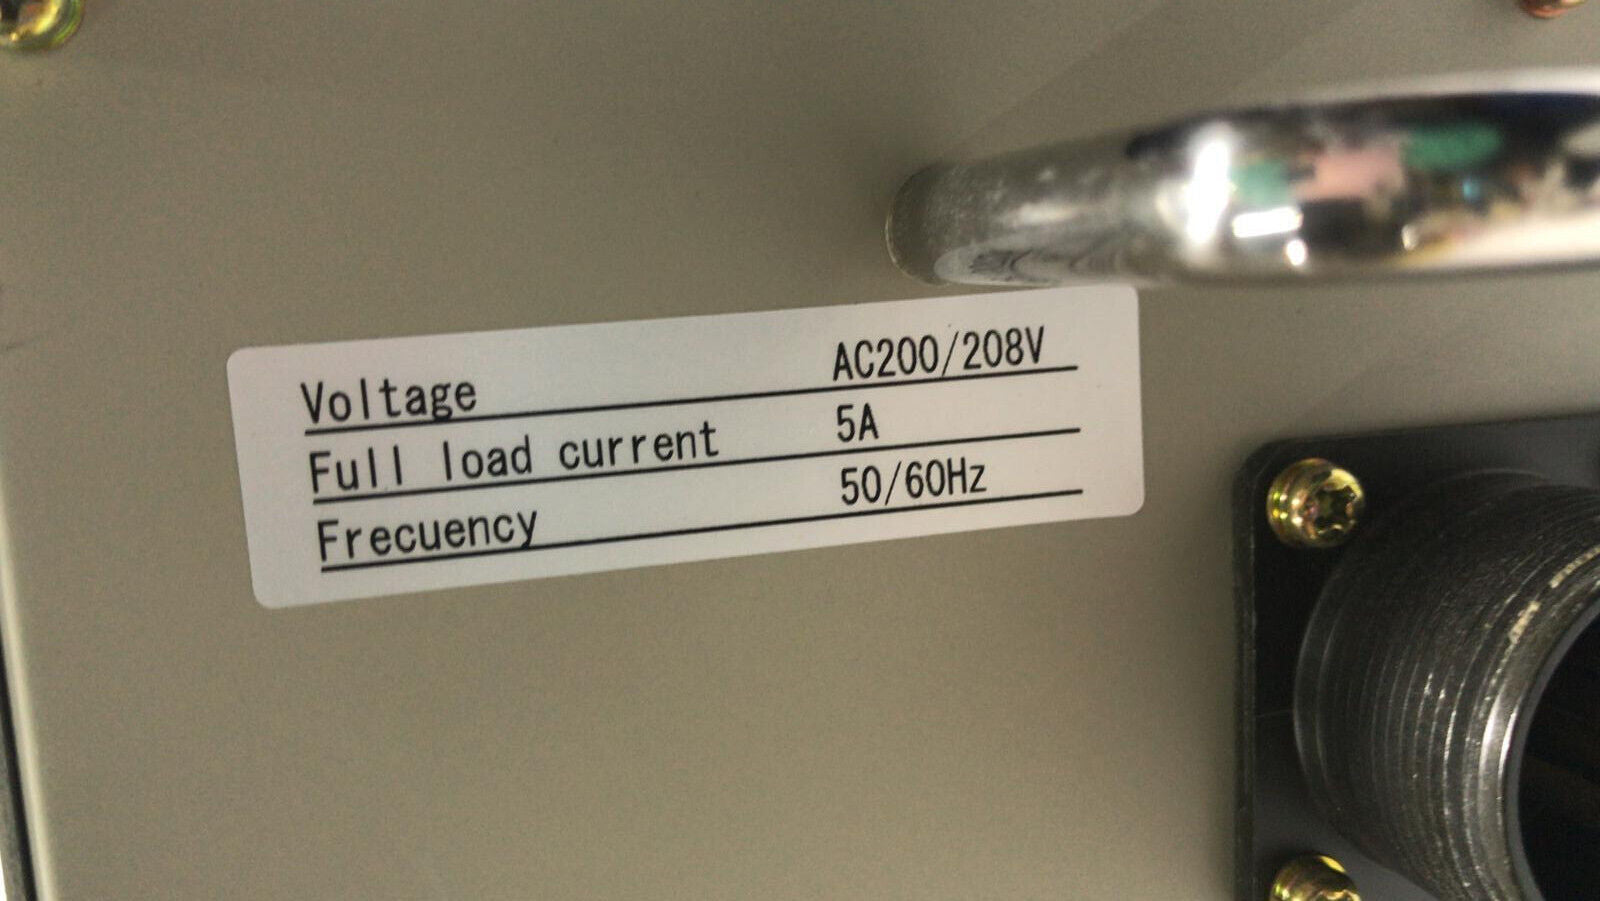 Voltage AC200/208V
Full load current 5A
Frecuency 50/60Hz